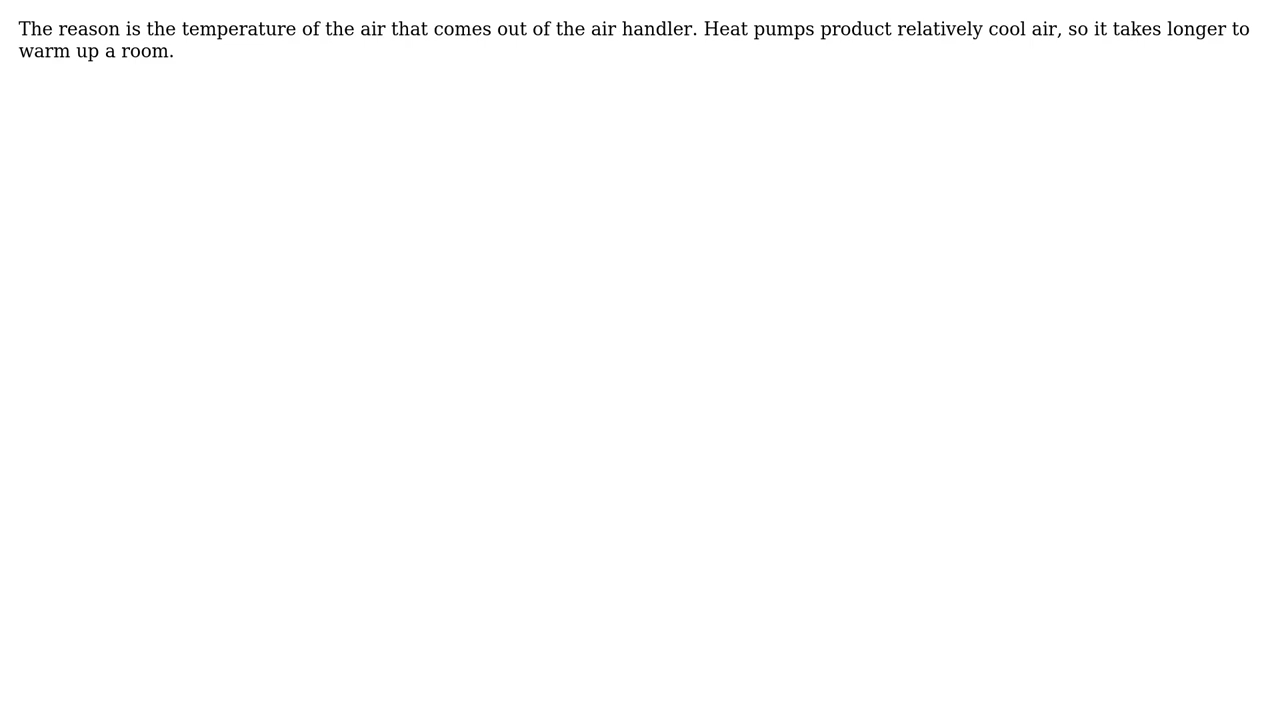 The reason is the temperature of the air that comes out of the air handler. Heat pumps product relatively cool air, so it takes longer to
warm up a room.